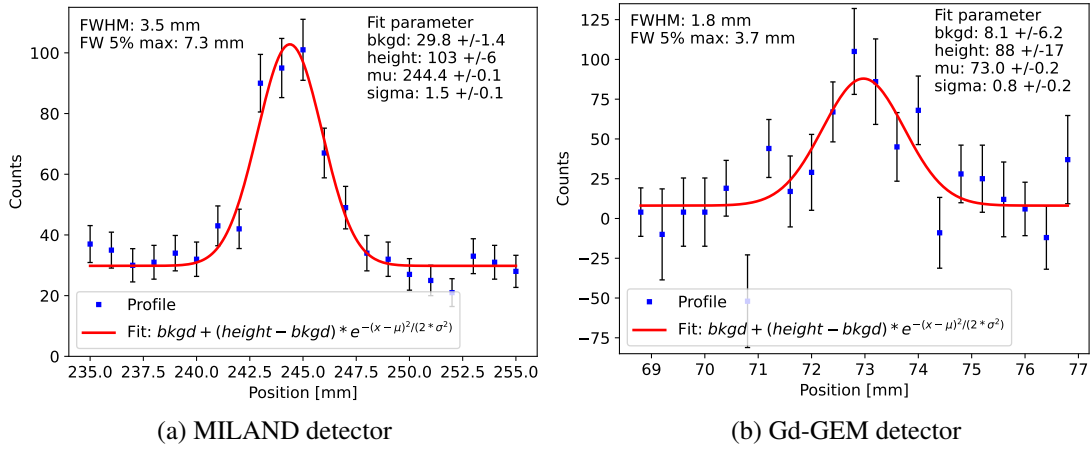 FWHM: 3.5 mm
FW 5% max: 7.3 mm
Fit parameter
bkgd: 29.8 +/-1.4
height: 103 +/-6
mu: 244.4 +/-0.1
sigma: 1.5 +/-0.1
100
80
60
40
20
0
Counts
Profile
Fit: bkgd + (height − bkgd) * e^{−(x − μ)²/(2 * σ²)}
235.0 237.5 240.0 242.5 245.0 247.5 250.0 252.5 255.0
Position [mm]
(a) MILAND detector
FWHM: 1.8 mm
FW 5% max: 3.7 mm
Fit parameter
bkgd: 8.1 +/-6.2
height: 88 +/-17
mu: 73.0 +/-0.2
sigma: 0.8 +/-0.2
125
100
75
50
25
0
−25
−50
−75
Counts
Profile
Fit: bkgd + (height − bkgd) * e^{−(x − μ)²/(2 * σ²)}
69 70 71 72 73 74 75 76 77
Position [mm]
(b) Gd-GEM detector